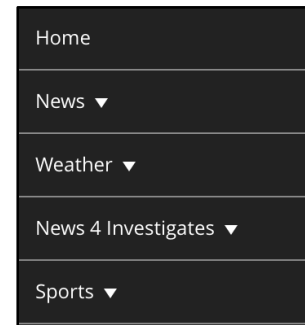 Home
News ▼
Weather ▼
News 4 Investigates ▼
Sports ▼